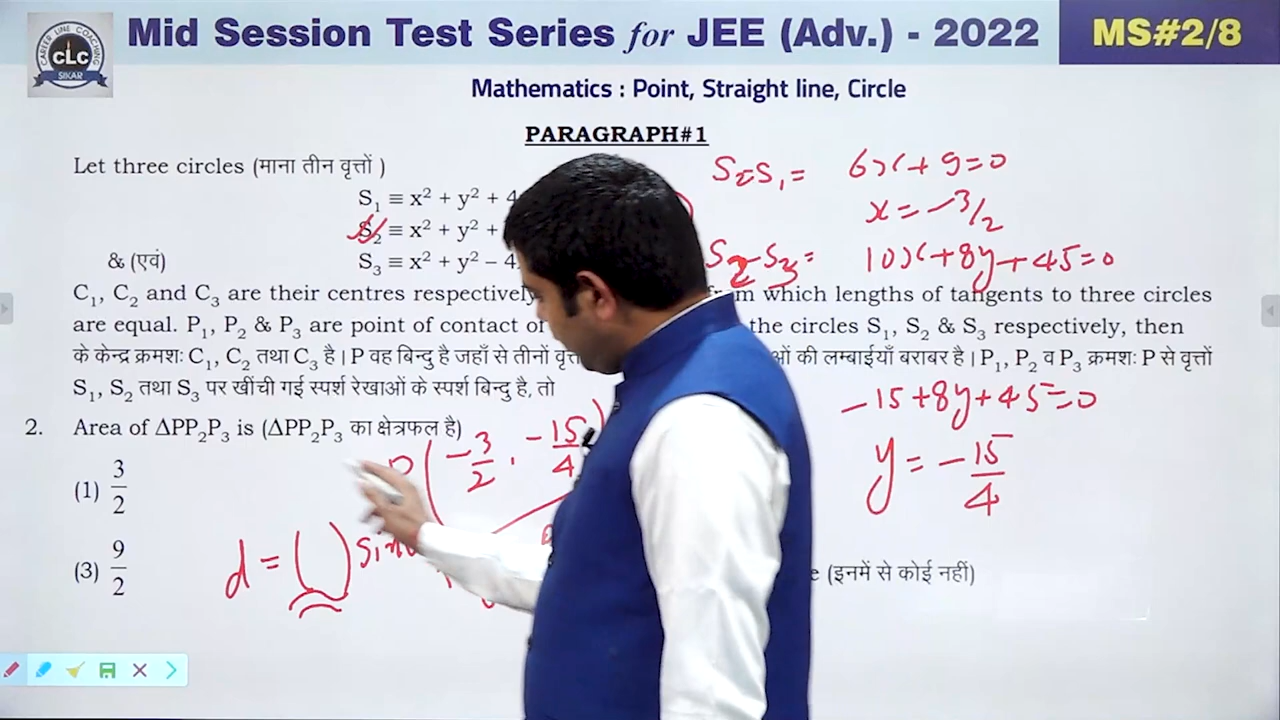 CAREER LINE COACHING
CLC
SIKAR
Mid Session Test Series for JEE (Adv.) - 2022
MS#2/8
Mathematics : Point, Straight line, Circle
PARAGRAPH#1
Let three circles (माना तीन वृत्तों )
S₁ ≡ x² + y² + 4
S₂ ≡ x² + y² +
& (एवं) S₃ ≡ x² + y² – 4
C₁, C₂ and C₃ are their centres respectively which lengths of tangents to three circles
are equal. P₁, P₂ & P₃ are point of contact the circles S₁, S₂ & S₃ respectively, then
के केन्द्र क्रमशः C₁, C₂ तथा C₃ है। P वह बिन्दु है जहाँ से तीनों की लम्बाईयाँ बराबर है। P₁, P₂ व P₃ क्रमशः P से वृत्तों
S₁, S₂ तथा S₃ पर खींची गई स्पर्श रेखाओं के स्पर्श बिन्दु है, तो
2. Area of ΔPP₂P₃ is (ΔPP₂P₃ का क्षेत्रफल है)
(1) 3/2
(3) 9/2
(इनमें से कोई नहीं)
S₂S₁ = 6x + 9 = 0
x = -3/2
S₂-S₃ = 10x + 8y + 45 = 0
-15 + 8y + 45 = 0
y = -15/4
P (-3/2, -15/4)
d = ( )